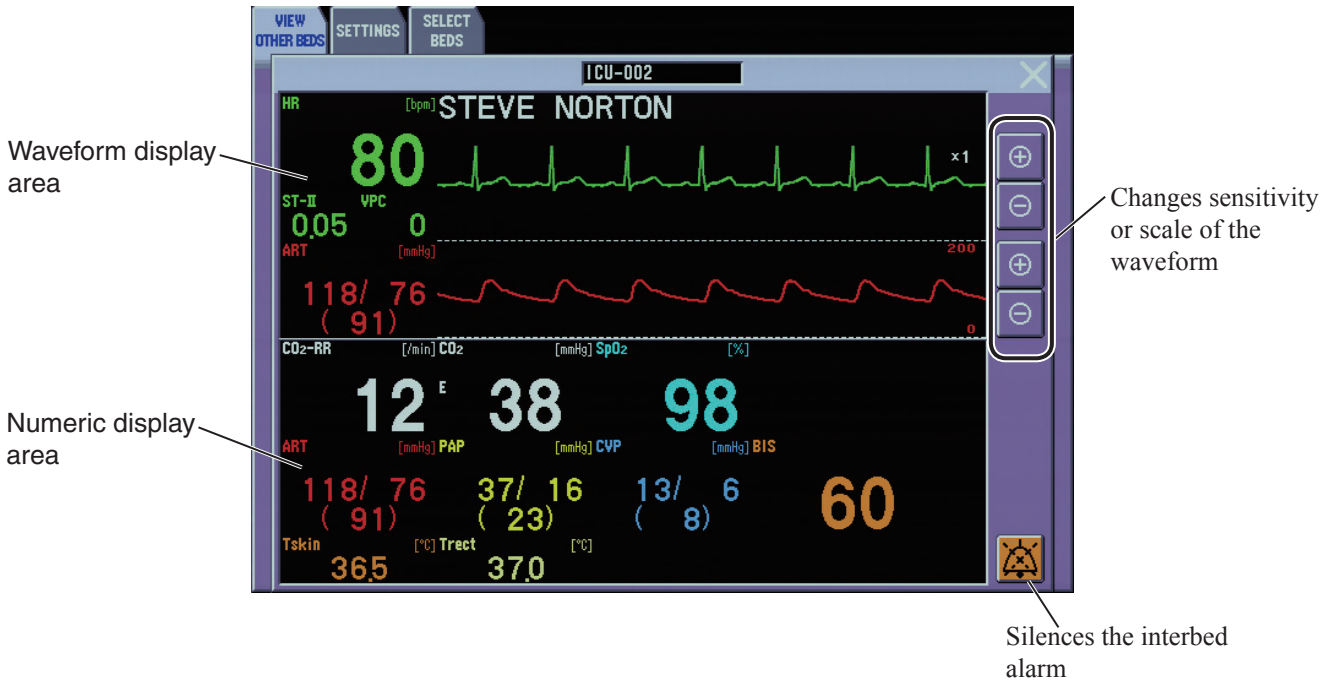 VIEW
OTHER BEDS
SETTINGS
SELECT
BEDS
ICU-002
HR [bpm] STEVE NORTON
80
×1
ST-II VPC
0.05 0
ART [mmHg]
200
118/ 76
( 91)
0
CO2-RR [/min] CO2 [mmHg] SpO2 [%]
12 E 38 98
ART [mmHg] PAP [mmHg] CVP [mmHg] BIS
118/ 76 37/ 16 13/ 6 60
( 91) ( 23) ( 8)
Tskin [°C] Trect [°C]
36.5 37.0
Waveform display
area
Numeric display
area
Changes sensitivity
or scale of the
waveform
Silences the interbed
alarm